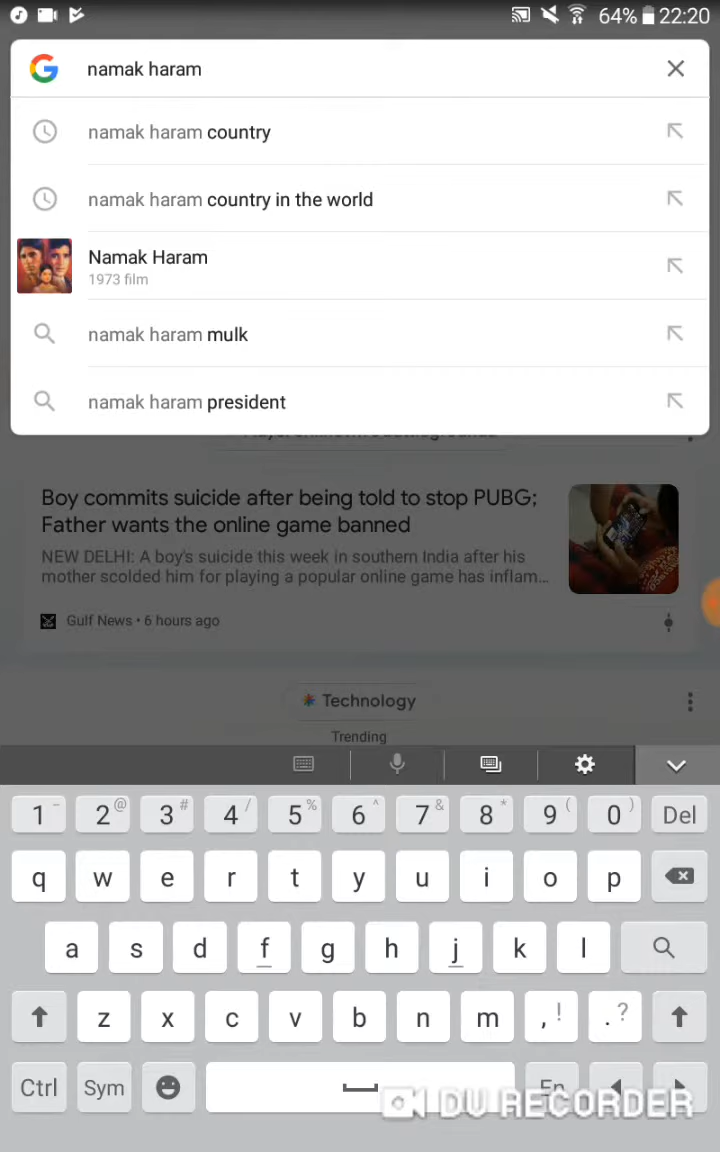 64% 22:20
namak haram
namak haram country
namak haram country in the world
Namak Haram
1973 film
namak haram mulk
namak haram president
Boy commits suicide after being told to stop PUBG;
Father wants the online game banned
NEW DELHI: A boy's suicide this week in southern India after his
mother scolded him for playing a popular online game has inflam...
Gulf News • 6 hours ago
Technology
Trending
1 - 2 @ 3 # 4 / 5 % 6 ^ 7 & 8 * 9 ( 0 ) Del
q w e r t y u i o p
a s d f g h j k l
z x c v b n m , ! . ?
Ctrl Sym En
DU RECORDER